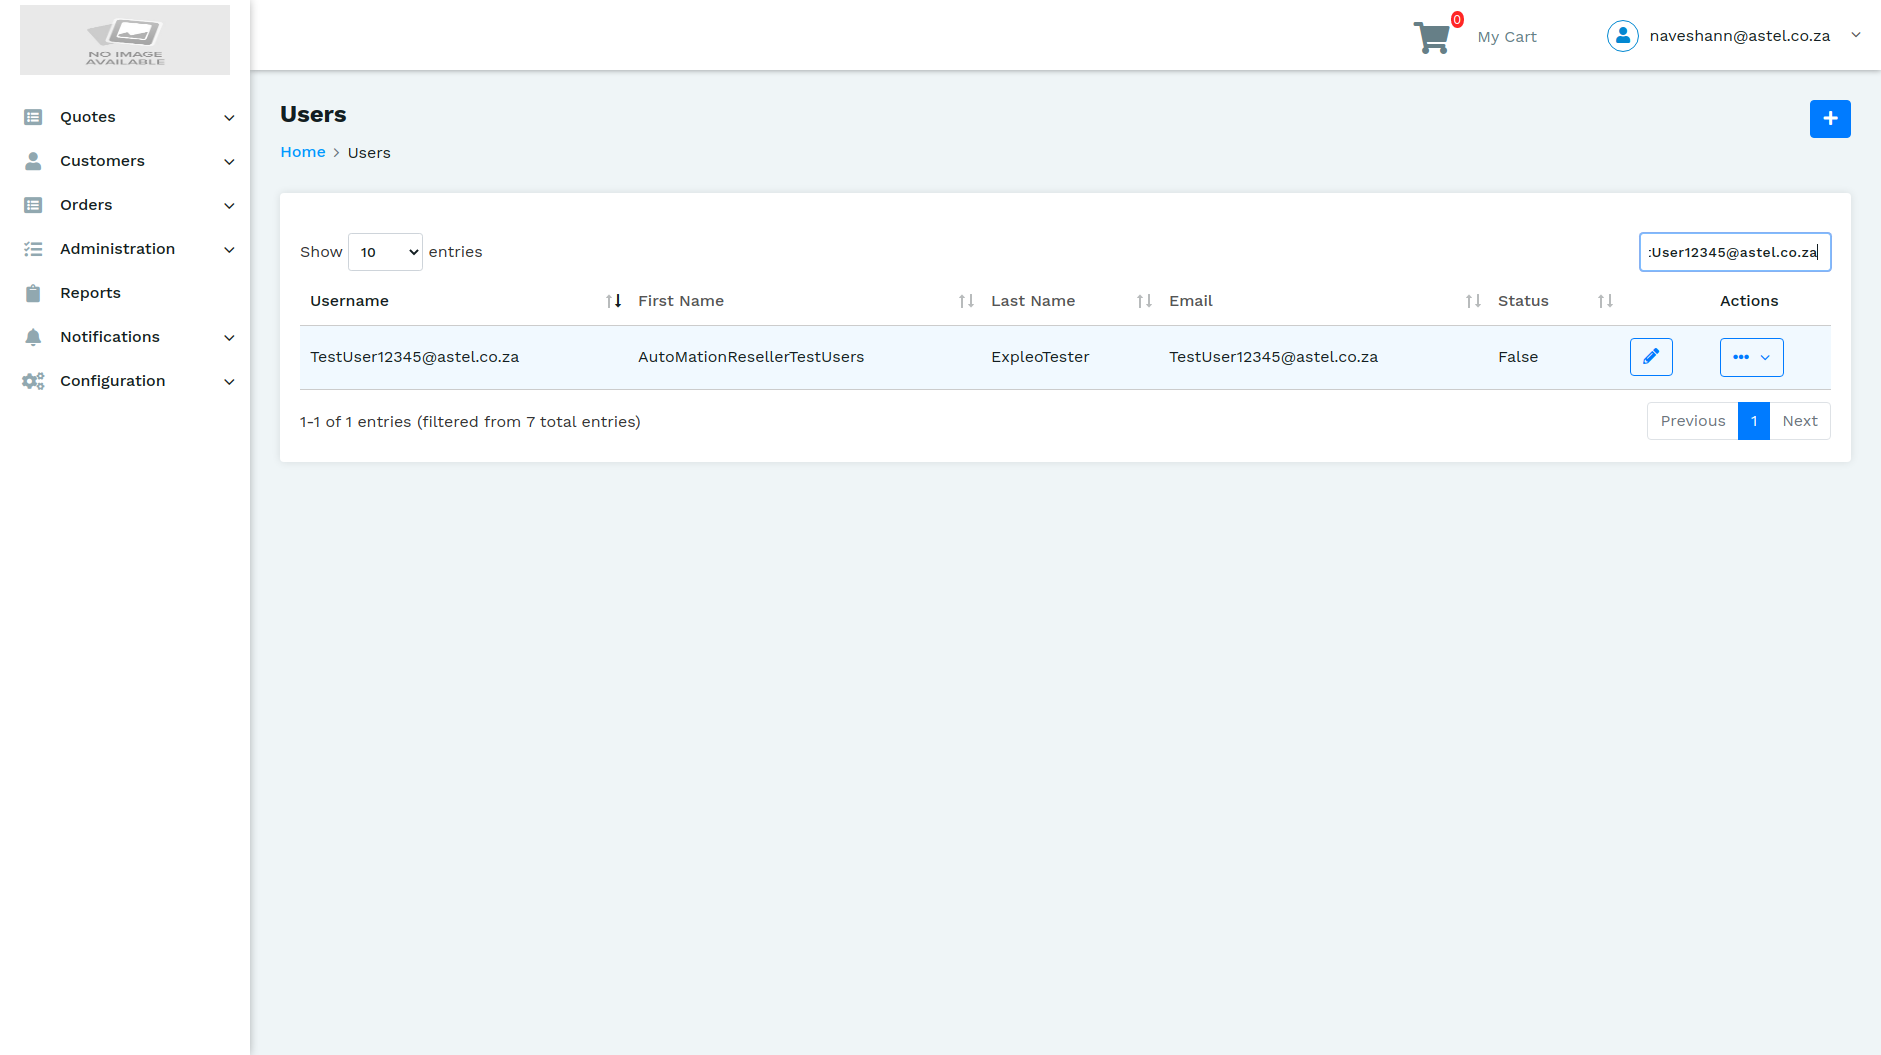 NO IMAGE
AVAILABLE
0
My Cart
naveshann@astel.co.za
Quotes
Customers
Orders
Administration
Reports
Notifications
Configuration
Users
Home > Users
Show 10 entries
:User12345@astel.co.za
Username First Name Last Name Email Status Actions
TestUser12345@astel.co.za AutoMationResellerTestUsers ExpleoTester TestUser12345@astel.co.za False
1-1 of 1 entries (filtered from 7 total entries)
Previous 1 Next